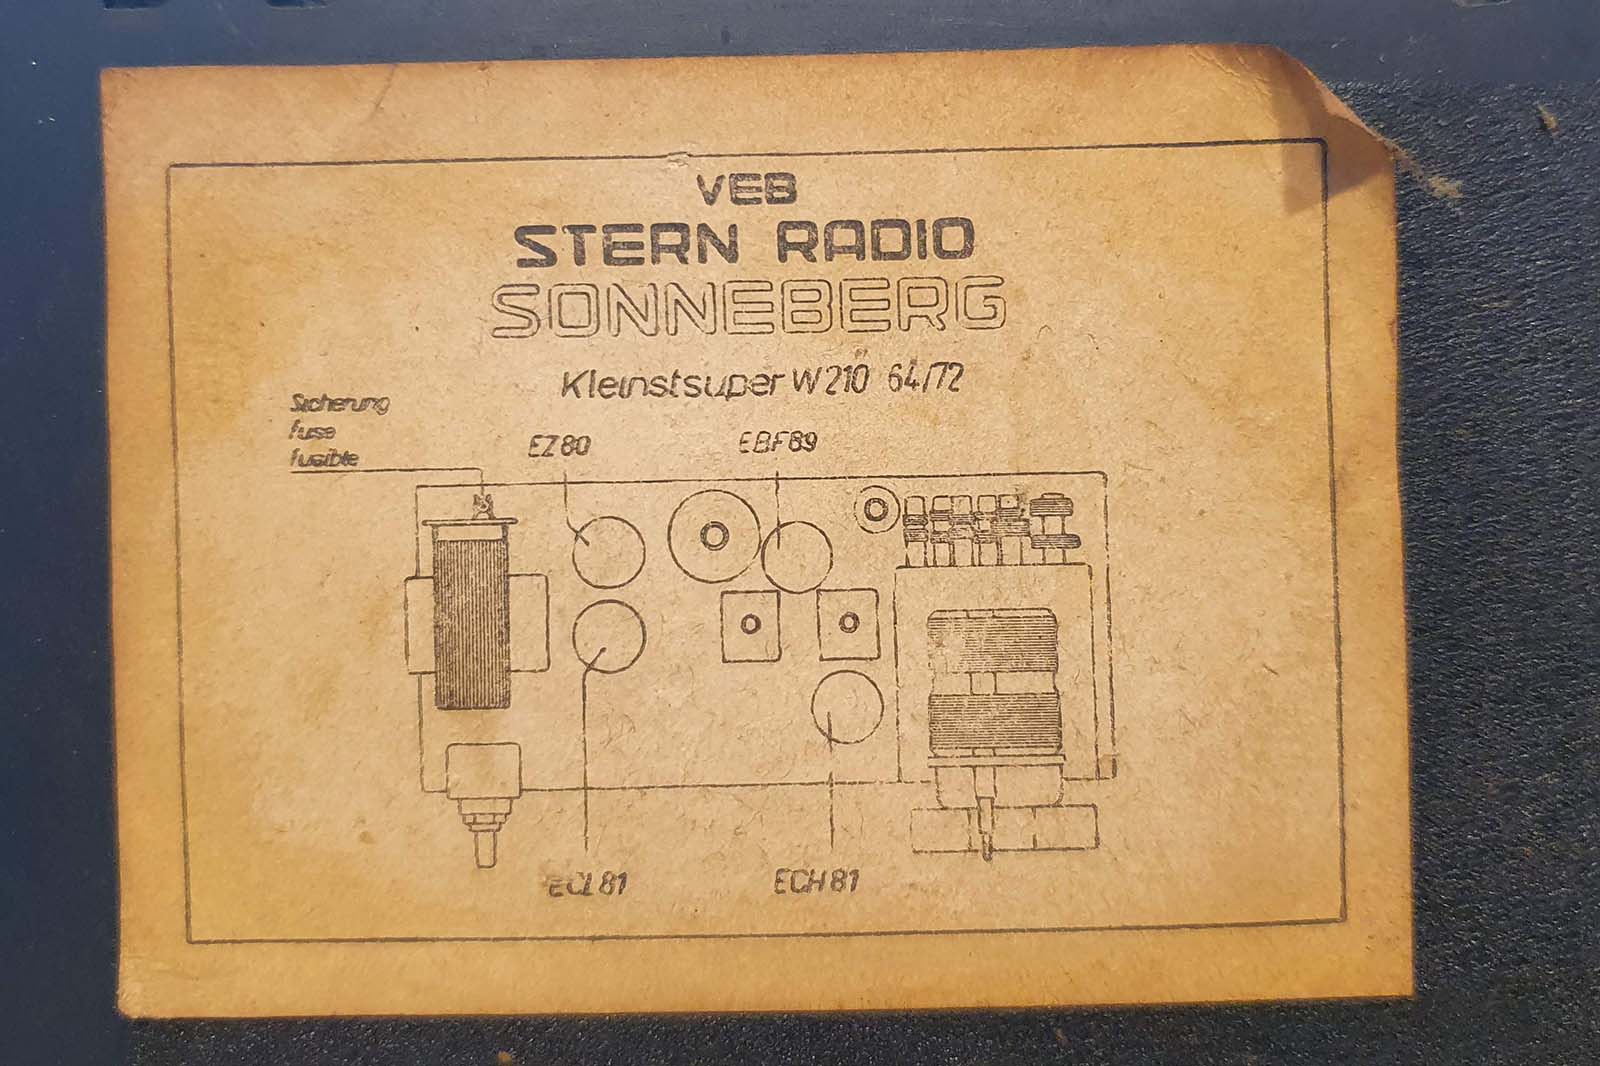 VEB
STERN RADIO
SONNEBERG
Kleinstsuper W210 64/72
Sicherung
fuse
fusible
EZ80
EBF89
ECL81
ECH81